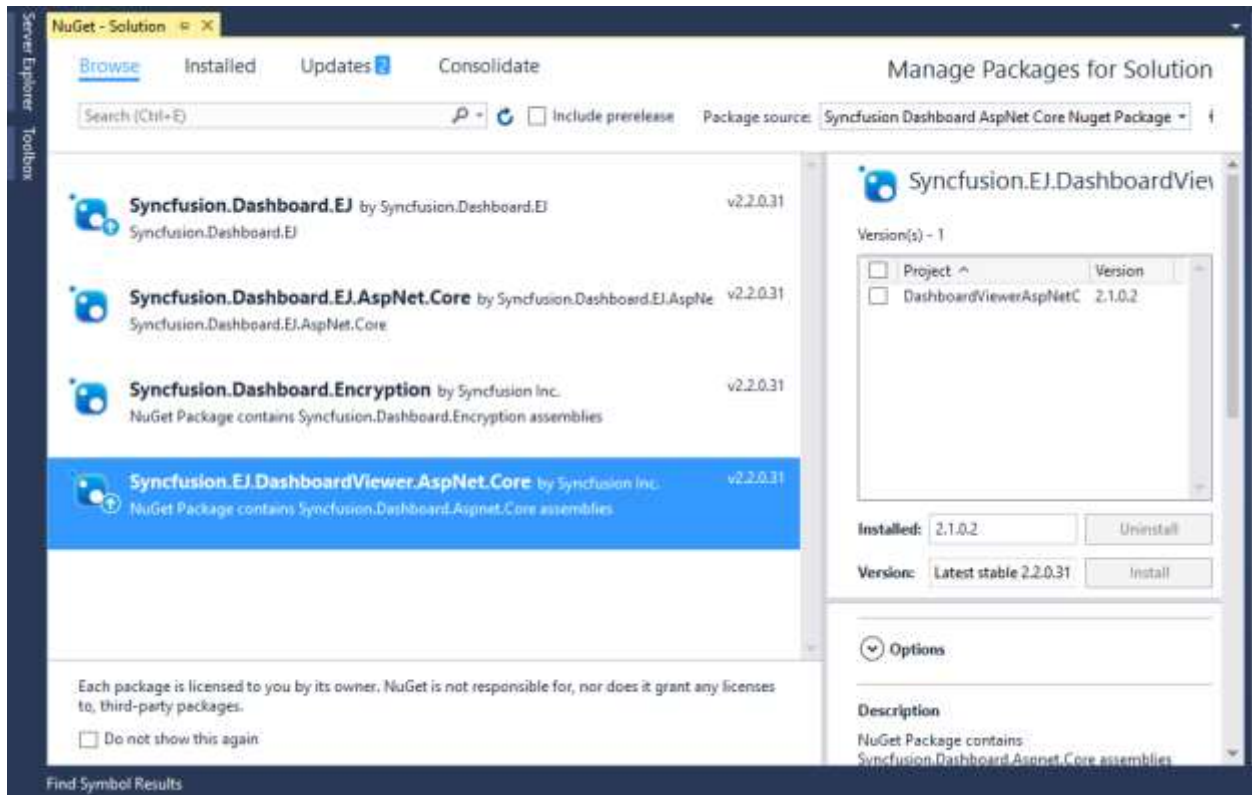 Server Explorer
Toolbox
NuGet - Solution
Browse Installed Updates 2 Consolidate
Manage Packages for Solution
Search (Ctrl+E)
Include prerelease
Package source: Syncfusion Dashboard AspNet Core Nuget Package
Syncfusion.Dashboard.EJ by Syncfusion.Dashboard.EJ v2.2.0.31
Syncfusion.Dashboard.EJ
Syncfusion.Dashboard.EJ.AspNet.Core by Syncfusion.Dashboard.EJ.AspNe v2.2.0.31
Syncfusion.Dashboard.EJ.AspNet.Core
Syncfusion.Dashboard.Encryption by Syncfusion Inc. v2.2.0.31
NuGet Package contains Syncfusion.Dashboard.Encryption assemblies
Syncfusion.EJ.DashboardViewer.AspNet.Core by Syncfusion Inc. v2.2.0.31
NuGet Package contains Syncfusion.Dashboard.Aspnet.Core assemblies
Each package is licensed to you by its owner. NuGet is not responsible for, nor does it grant any licenses
to, third-party packages.
Do not show this again
Syncfusion.EJ.DashboardView
Version(s) - 1
Project Version
DashboardViewerAspNetC 2.1.0.2
Installed: 2.1.0.2 Uninstall
Version: Latest stable 2.2.0.31 Install
Options
Description
NuGet Package contains
Syncfusion.Dashboard.Aspnet.Core assemblies
Find Symbol Results